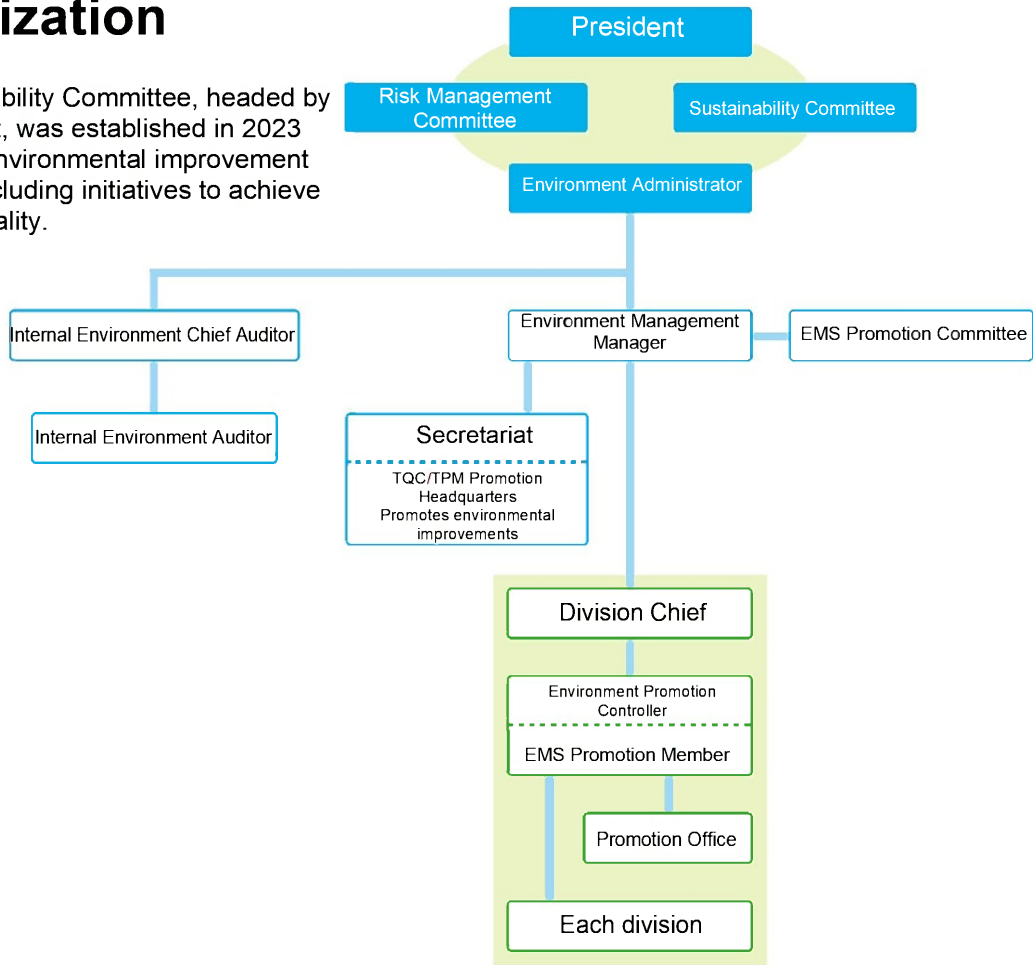 ization
bility Committee, headed by
t, was established in 2023
nvironmental improvement
cluding initiatives to achieve
ality.
President
Risk Management
Committee
Sustainability Committee
Environment Administrator
Internal Environment Chief Auditor
Environment Management
Manager
EMS Promotion Committee
Internal Environment Auditor
Secretariat
TQC/TPM Promotion
Headquarters
Promotes environmental
improvements
Division Chief
Environment Promotion
Controller
EMS Promotion Member
Promotion Office
Each division